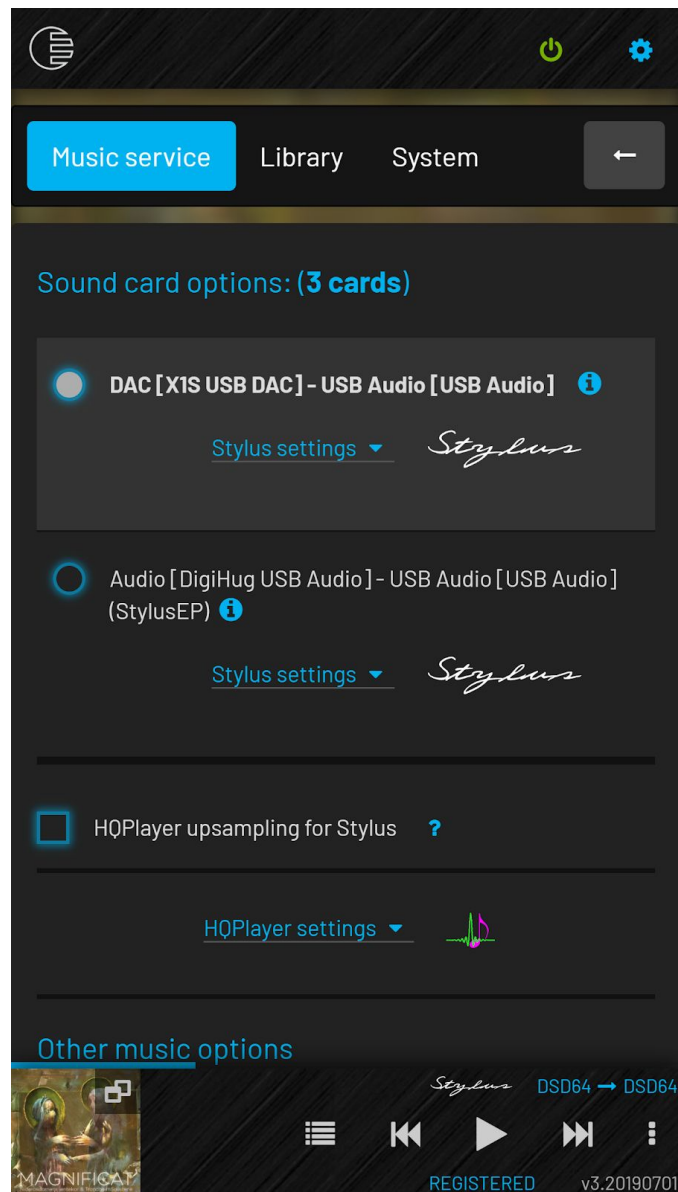 Music service
Library
System
Sound card options: (3 cards)
DAC [X1S USB DAC] - USB Audio [USB Audio]
Stylus settings
Stylus
Audio [DigiHug USB Audio] - USB Audio [USB Audio]
(StylusEP)
Stylus settings
Stylus
HQPlayer upsampling for Stylus ?
HQPlayer settings
Other music options
Stylus DSD64 → DSD64
MAGNIFICAT
REGISTERED v3.20190701